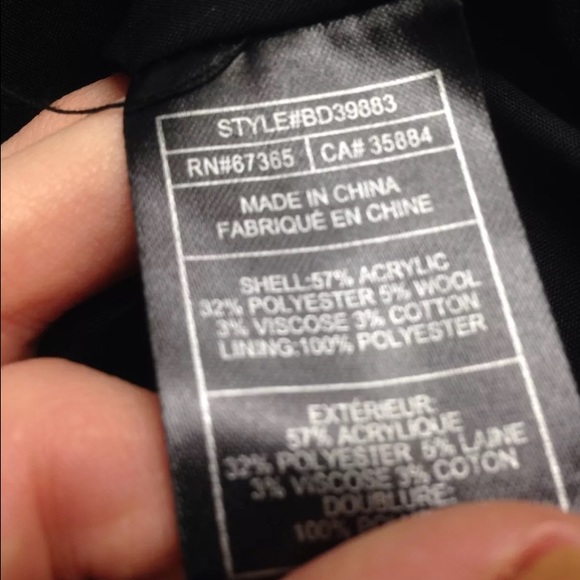 STYLE#BD39883
RN#67365 CA# 35884
MADE IN CHINA
FABRIQUÉ EN CHINE
SHELL:57% ACRYLIC
32% POLYESTER 5% WOOL
3% VISCOSE 3% COTTON
LINING:100% POLYESTER
EXTÉRIEUR:
57% ACRYLIQUE
32% POLYESTER 5% LAINE
3% VISCOSE 3% COTON
DOUBLURE:
100%